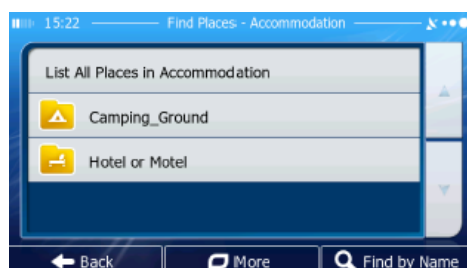 15:22 Find Places - Accommodation
List All Places in Accommodation
Camping_Ground
Hotel or Motel
Back More Find by Name